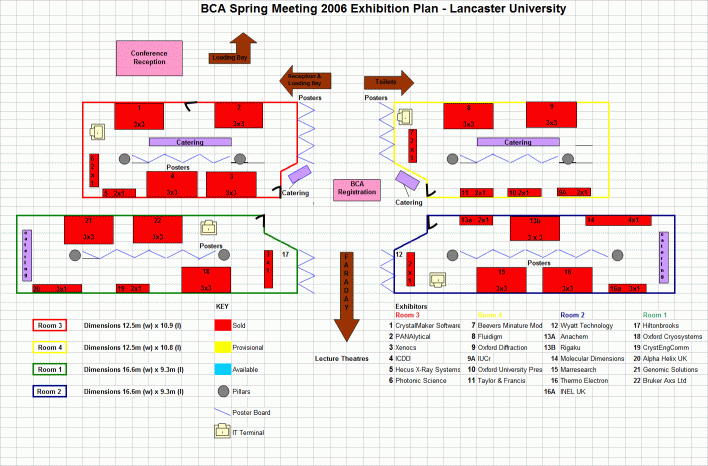 BCA Spring Meeting 2006 Exhibition Plan - Lancaster University
Conference
Reception
Loading Bay
Reception &
Loading Bay
Toilets
Posters
Posters
1
3x3
2
3x3
8
3x3
9
3x3
Catering
Catering
Posters
4
3x3
3
3x3
5 2x1
11 2x1
10 2x1
9A 2x1
Catering
BCA
Registration
Catering
21
3x3
22
3x3
Posters
14
3x3
17
20 3x1
19 2x1
Catering
FARADAY
12
2x1
13a 2x1
13b
3x3
14 4x1
Posters
15
3x3
16
3x3
16a 3x1
Catering
Lecture Theatres
KEY
Room 3 Dimensions 12.5m (w) x 10.9 (l)
Room 4 Dimensions 12.5m (w) x 10.8 (l)
Room 1 Dimensions 16.6m (w) x 9.3m (l)
Room 2 Dimensions 16.6m (w) x 9.3m (l)
Sold
Provisional
Available
Pillars
Poster Board
IT Terminal
Exhibitors
Room 3 Room 4 Room 2 Room 1
1 CrystalMaker Software 7 Beevers Minature Mod 12 Wyatt Technology 17 Hiltonbrooks
2 PANAlytical 8 Fluidigm 13A Anachem 18 Oxford Cryosystems
3 Xenocs 9 Oxford Diffraction 13B Rigaku 19 CrystEngComm
4 ICDD 9A IUCr 14 Molecular Dimensions 20 Alpha Helix UK
5 Hecus X-Ray Systems 10 Oxford University Pres 15 Marresearch 21 Genomic Solutions
6 Photonic Science 11 Taylor & Francis 16 Thermo Electron 22 Bruker Axs Ltd
16A INEL UK